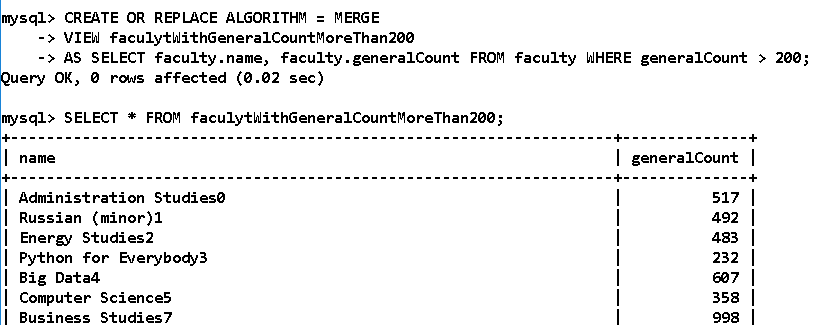 mysql> CREATE OR REPLACE ALGORITHM = MERGE
    -> VIEW faculytWithGeneralCountMoreThan200
    -> AS SELECT faculty.name, faculty.generalCount FROM faculty WHERE generalCount > 200;
Query OK, 0 rows affected (0.02 sec)
mysql> SELECT * FROM faculytWithGeneralCountMoreThan200;
| name | generalCount |
| Administration Studies0 | 517 |
| Russian (minor)1 | 492 |
| Energy Studies2 | 483 |
| Python for Everybody3 | 232 |
| Big Data4 | 607 |
| Computer Science5 | 358 |
| Business Studies7 | 998 |